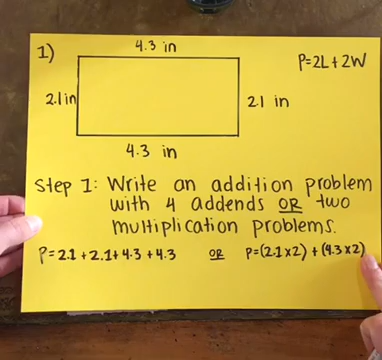 1)
4.3 in
P=2L+2W
2.1in
2.1 in
4.3 in
Step 1: Write an addition problem
with 4 addends OR two
multiplication problems.
P=2.1+2.1+4.3+4.3 OR P=(2.1x2)+(4.3x2)